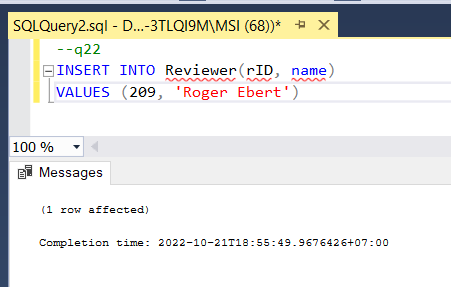 SQLQuery2.sql - D...-3TLQI9M\MSI (68))*
--q22
INSERT INTO Reviewer(rID, name)
VALUES (209, 'Roger Ebert')
100 %
Messages
(1 row affected)
Completion time: 2022-10-21T18:55:49.9676426+07:00